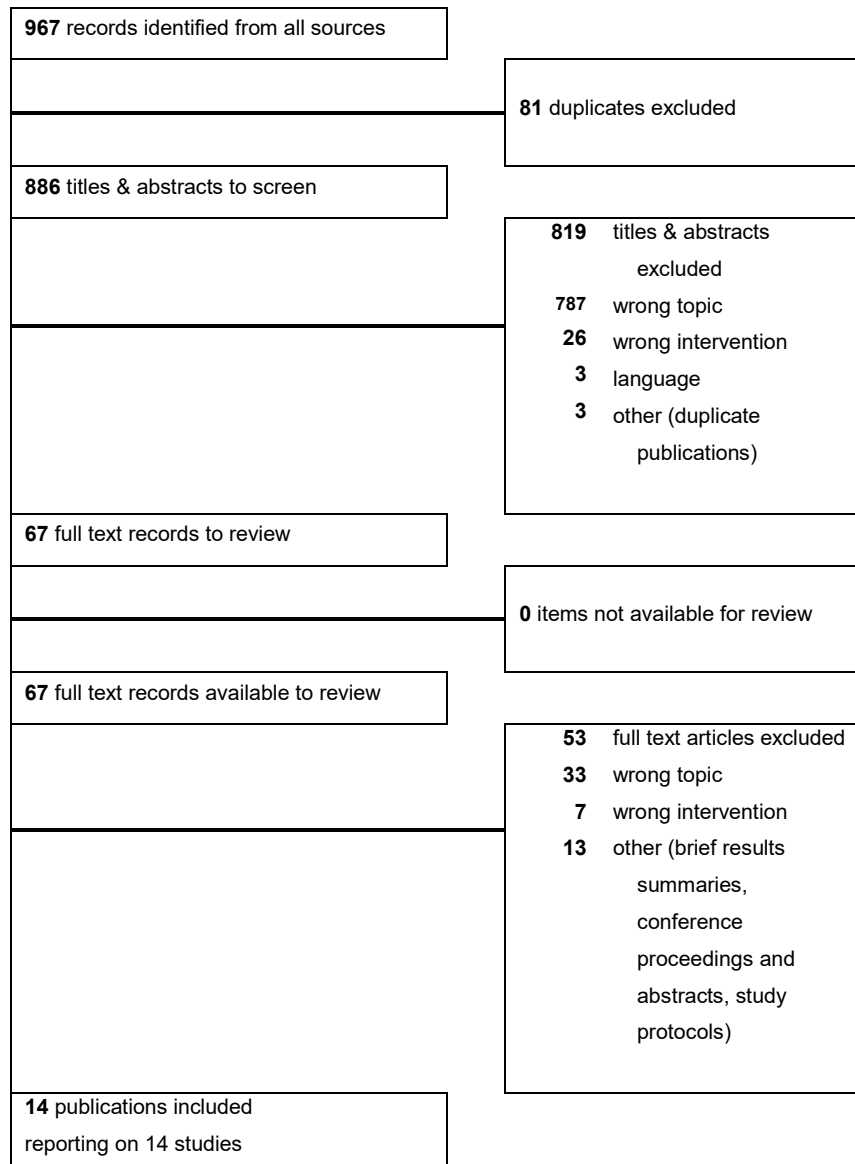 967 records identified from all sources
81 duplicates excluded
886 titles & abstracts to screen
819 titles & abstracts
excluded
787 wrong topic
26 wrong intervention
3 language
3 other (duplicate
publications)
67 full text records to review
0 items not available for review
67 full text records available to review
53 full text articles excluded
33 wrong topic
7 wrong intervention
13 other (brief results
summaries,
conference
proceedings and
abstracts, study
protocols)
14 publications included
reporting on 14 studies